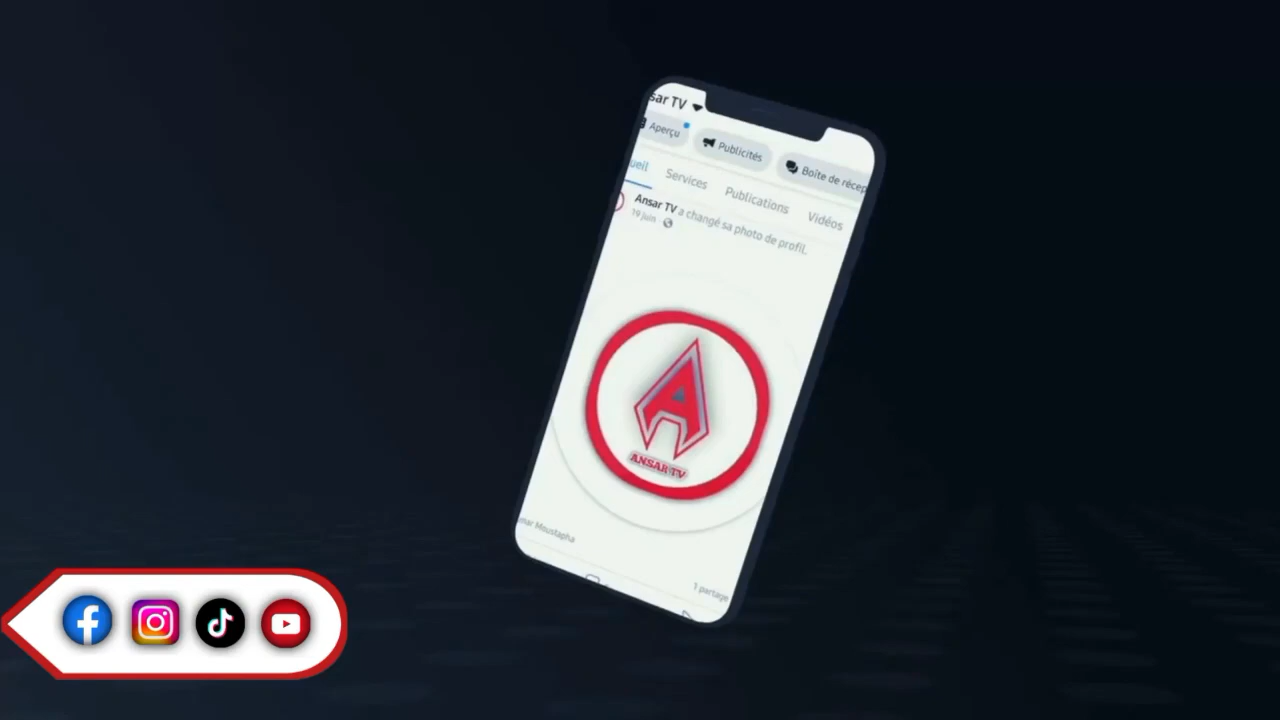 sar TV
Aperçu
Publicités
Boîte de récep
ueil
Services
Publications
Vidéos
Ansar TV a changé sa photo de profil.
19 juin
A
ANSAR TV
mar Moustapha
1 partage